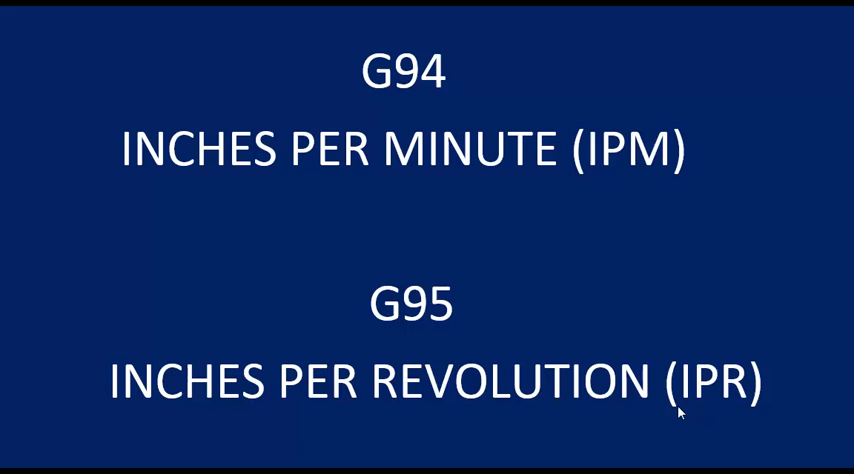 G94
INCHES PER MINUTE (IPM)
G95
INCHES PER REVOLUTION (IPR)